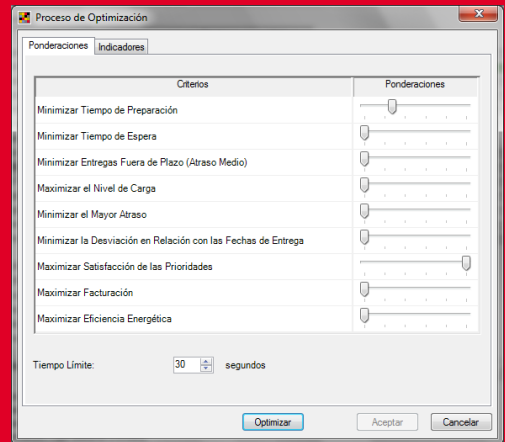 Proceso de Optimización
Ponderaciones Indicadores
Criterios Ponderaciones
Minimizar Tiempo de Preparación
Minimizar Tiempo de Espera
Minimizar Entregas Fuera de Plazo (Atraso Medio)
Maximizar el Nivel de Carga
Minimizar el Mayor Atraso
Minimizar la Desviación en Relación con las Fechas de Entrega
Maximizar Satisfacción de las Prioridades
Maximizar Facturación
Maximizar Eficiencia Energética
Tiempo Límite: 30 segundos
Optimizar Aceptar Cancelar